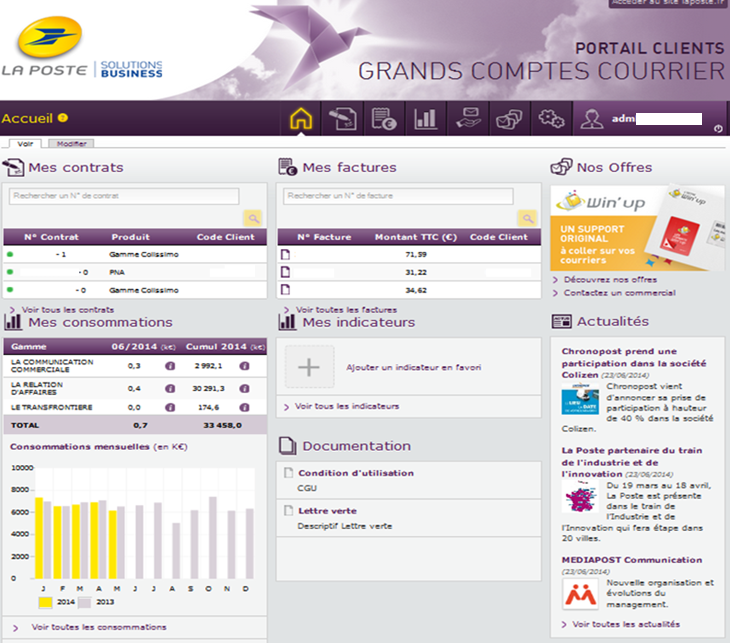 Accéder au site laposte.fr
LA POSTE
SOLUTIONS
BUSINESS
PORTAIL CLIENTS
GRANDS COMPTES COURRIER
Accueil ?
adm
Voir
Modifier
Mes contrats
Rechercher un N° de contrat
N° Contrat Produit Code Client
- 1 Gamme Colissimo
- 0 PNA
- 0 Gamme Colissimo
Voir tous les contrats
Mes factures
Rechercher un N° de facture
N° Facture Montant TTC (€) Code Client
71,59
31,22
34,62
Voir toutes les factures
Nos Offres
Win'up
Win'up
UN SUPPORT
ORIGINAL
à coller sur vos
courriers
Découvrez nos offres
Contactez un commercial
Mes consommations
Gamme 06/2014 (k€) Cumul 2014 (k€)
LA COMMUNICATION
COMMERCIALE 0,3 i 2 992,1 i
LA RELATION
D'AFFAIRES 0,4 i 30 291,3 i
LE TRANSFRONTIERE 0,0 i 174,6 i
TOTAL 0,7 33 458,0
Consommations mensuelles (en K€)
10000
8000
6000
4000
2000
0
J F M A M J J A S O N D
2014 2013
Voir toutes les consommations
Mes indicateurs
+ Ajouter un indicateur en favori
Voir tous les indicateurs
Documentation
Condition d'utilisation
CGU
Lettre verte
Descriptif Lettre verte
Actualités
Chronopost prend une
participation dans la société
Colizen (23/06/2014)
Chronopost vient
d'annoncer sa prise de
participation à hauteur
de 40 % dans la société
Colizen.
La Poste partenaire du train
de l'industrie et de
l'innovation (23/06/2014)
Du 19 mars au 18 avril,
La Poste est présente
dans le train de
l'Industrie et de
l'Innovation qui fera étape dans
20 villes.
MEDIAPOST Communication
(23/06/2014)
Nouvelle organisation et
évolutions du
management.
Voir toutes les actualités